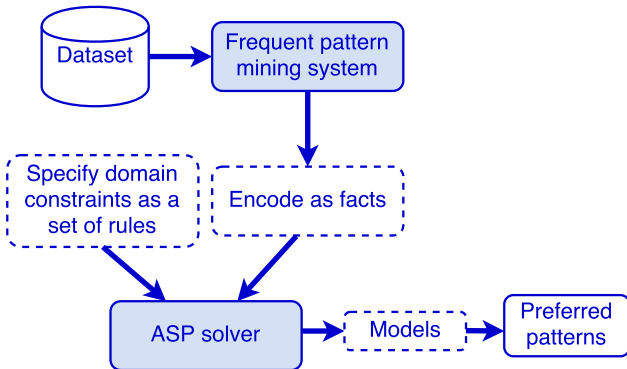 Dataset
Frequent pattern
mining system
Specify domain
constraints as a
set of rules
Encode as facts
ASP solver
Models
Preferred
patterns